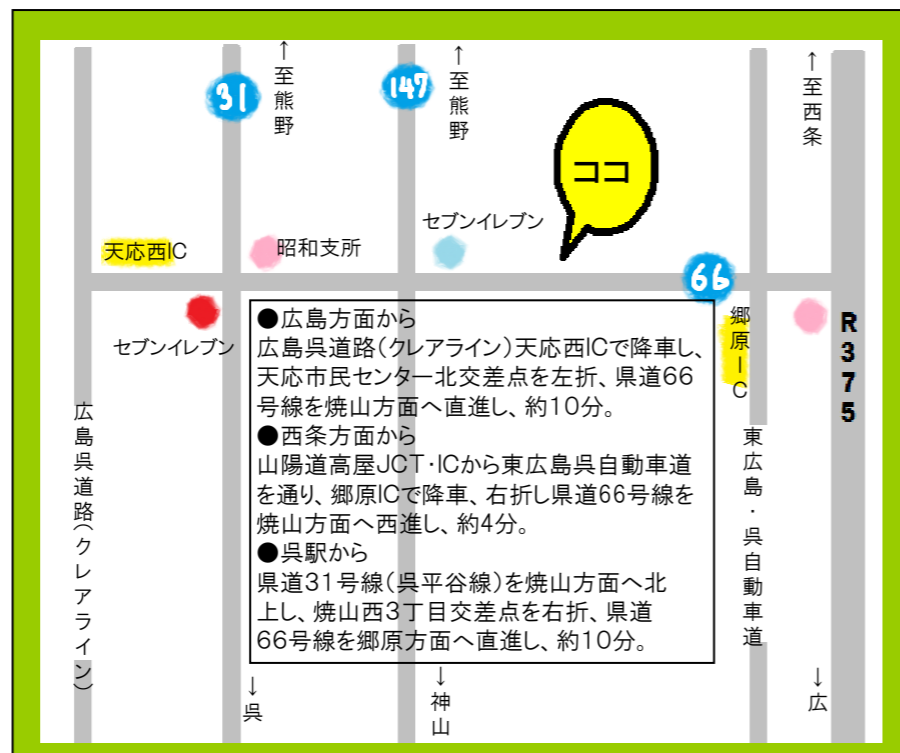 ↑至熊野
↑至熊野
↑至西条
31
147
ココ
セブンイレブン
天応西IC
昭和支所
66
セブンイレブン
郷原IC
R375
●広島方面から
広島呉道路(クレアライン)天応西ICで降車し、
天応市民センター北交差点を左折、県道66
号線を焼山方面へ直進し、約10分。
●西条方面から
山陽道高屋JCT・ICから東広島呉自動車道
を通り、郷原ICで降車、右折し県道66号線を
焼山方面へ西進し、約4分。
●呉駅から
県道31号線(呉平谷線)を焼山方面へ北
上し、焼山西3丁目交差点を右折、県道
66号線を郷原方面へ直進し、約10分。
広島呉道路(クレアライン)
東広島・呉自動車道
↓呉
↓神山
↓広